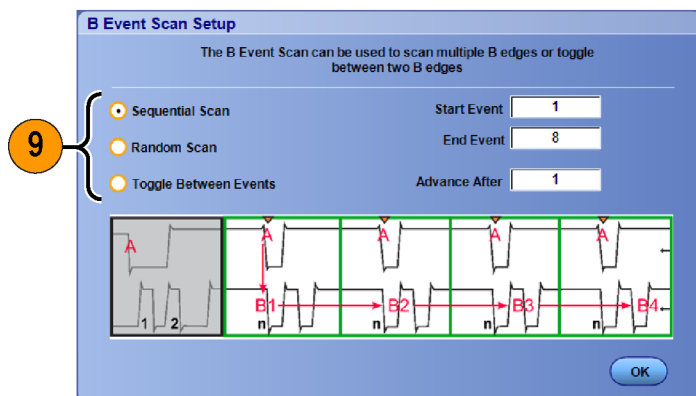 B Event Scan Setup
The B Event Scan can be used to scan multiple B edges or toggle
between two B edges
9
Sequential Scan
Start Event 1
Random Scan
End Event 8
Toggle Between Events
Advance After 1
A A A A A
B1 B2 B3 B4
1 2 n n n n
OK